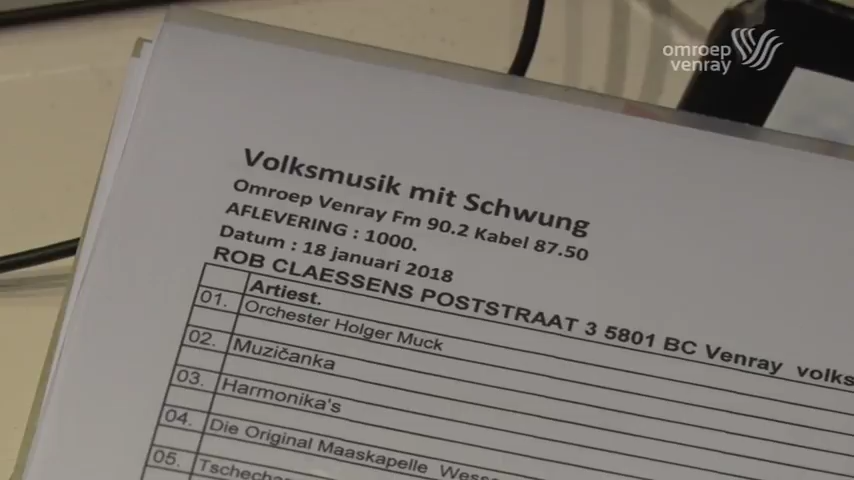 omroep
venray
Volksmusik mit Schwung
Omroep Venray Fm 90.2 Kabel 87.50
AFLEVERING : 1000.
Datum : 18 januari 2018
ROB CLAESSENS POSTSTRAAT 3 5801 BC Venray volks
Artiest.
01. Orchester Holger Muck
02. Muzičanka
03. Harmonika's
04. Die Original Maaskapelle Wess
05. Tschecha